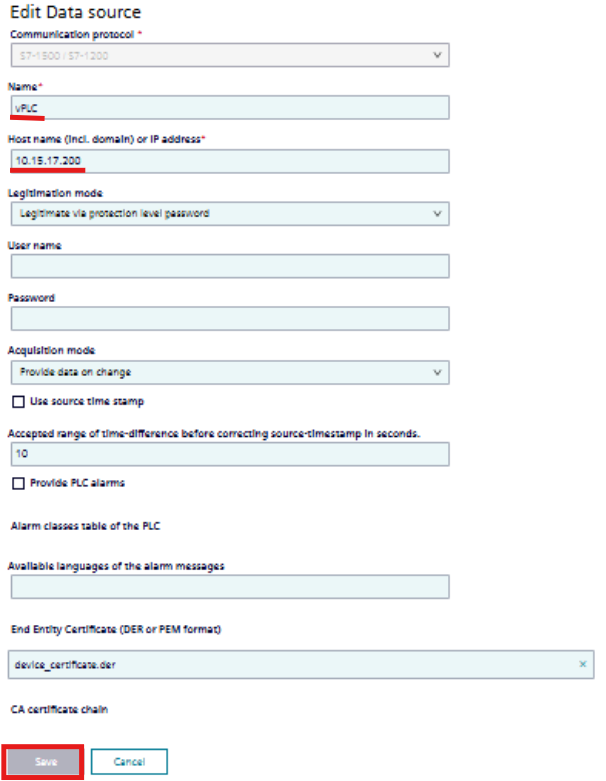 Edit Data source
Communication protocol *
S7-1500 / S7-1200
Name*
vPLC
Host name (incl. domain) or IP address*
10.15.17.200
Legitimation mode
Legitimate via protection level password
User name
Password
Acquisition mode
Provide data on change
Use source time stamp
Accepted range of time-difference before correcting source-timestamp in seconds.
10
Provide PLC alarms
Alarm classes table of the PLC
Available languages of the alarm messages
End Entity Certificate (DER or PEM format)
device_certificate.der
CA certificate chain
Save
Cancel